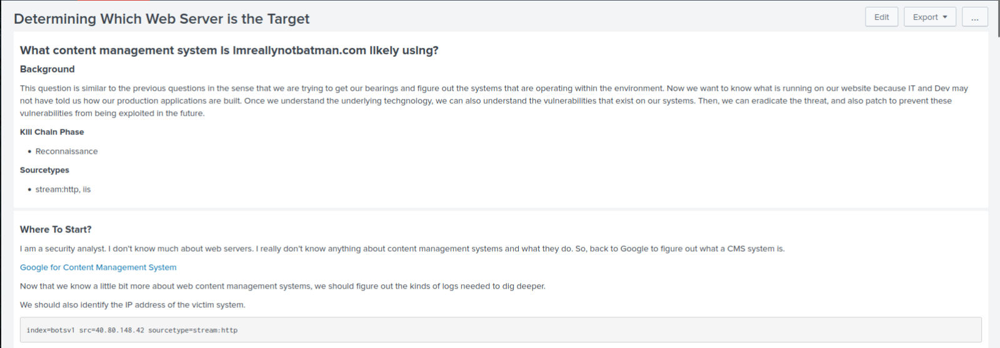 Determining Which Web Server is the Target
Edit
Export
...
What content management system is imreallynotbatman.com likely using?
Background
This question is similar to the previous questions in the sense that we are trying to get our bearings and figure out the systems that are operating within the environment. Now we want to know what is running on our website because IT and Dev may
not have told us how our production applications are built. Once we understand the underlying techgnology, we can also understand the vulnerabilities that exist on our systems. Then, we can eradicate the threat, and also patch to prevent these
vulnerabilities from being exploited in the future.
Kill Chain Phase
• Reconnaissance
Sourcetypes
• stream:http, iis
Where To Start?
I am a security analyst. I don't know much about web servers. I really don't know anything about content management systems and what they do. So, back to Google to figure out what a CMS system is.
Google for Content Management System
Now that we know a little bit more about web content management systems, we should figure out the kinds of logs needed to dig deeper.
We should also identify the IP address of the victim system.
index=botsv1 src=40.80.148.42 sourcetype=stream:http